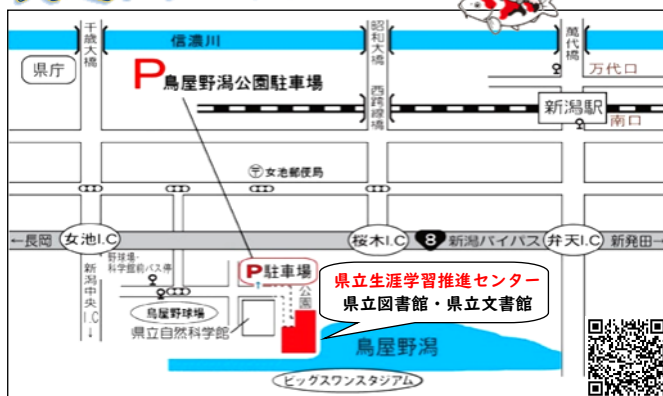 千歳大橋
信濃川
昭和大橋
萬代橋
県庁
P鳥屋野潟公園駐車場
万代口
西跨線橋
新潟駅
南口
〒女池郵便局
←長岡
女池I.C
桜木I.C
8
新潟バイパス
弁天I.C
新発田→
新潟中央I.C
↓
野球場・
科学館前バス停
P駐車場
公園
鳥屋野球場
県立自然科学館
県立生涯学習推進センター
県立図書館・県立文書館
鳥屋野潟
ビッグスワンスタジアム